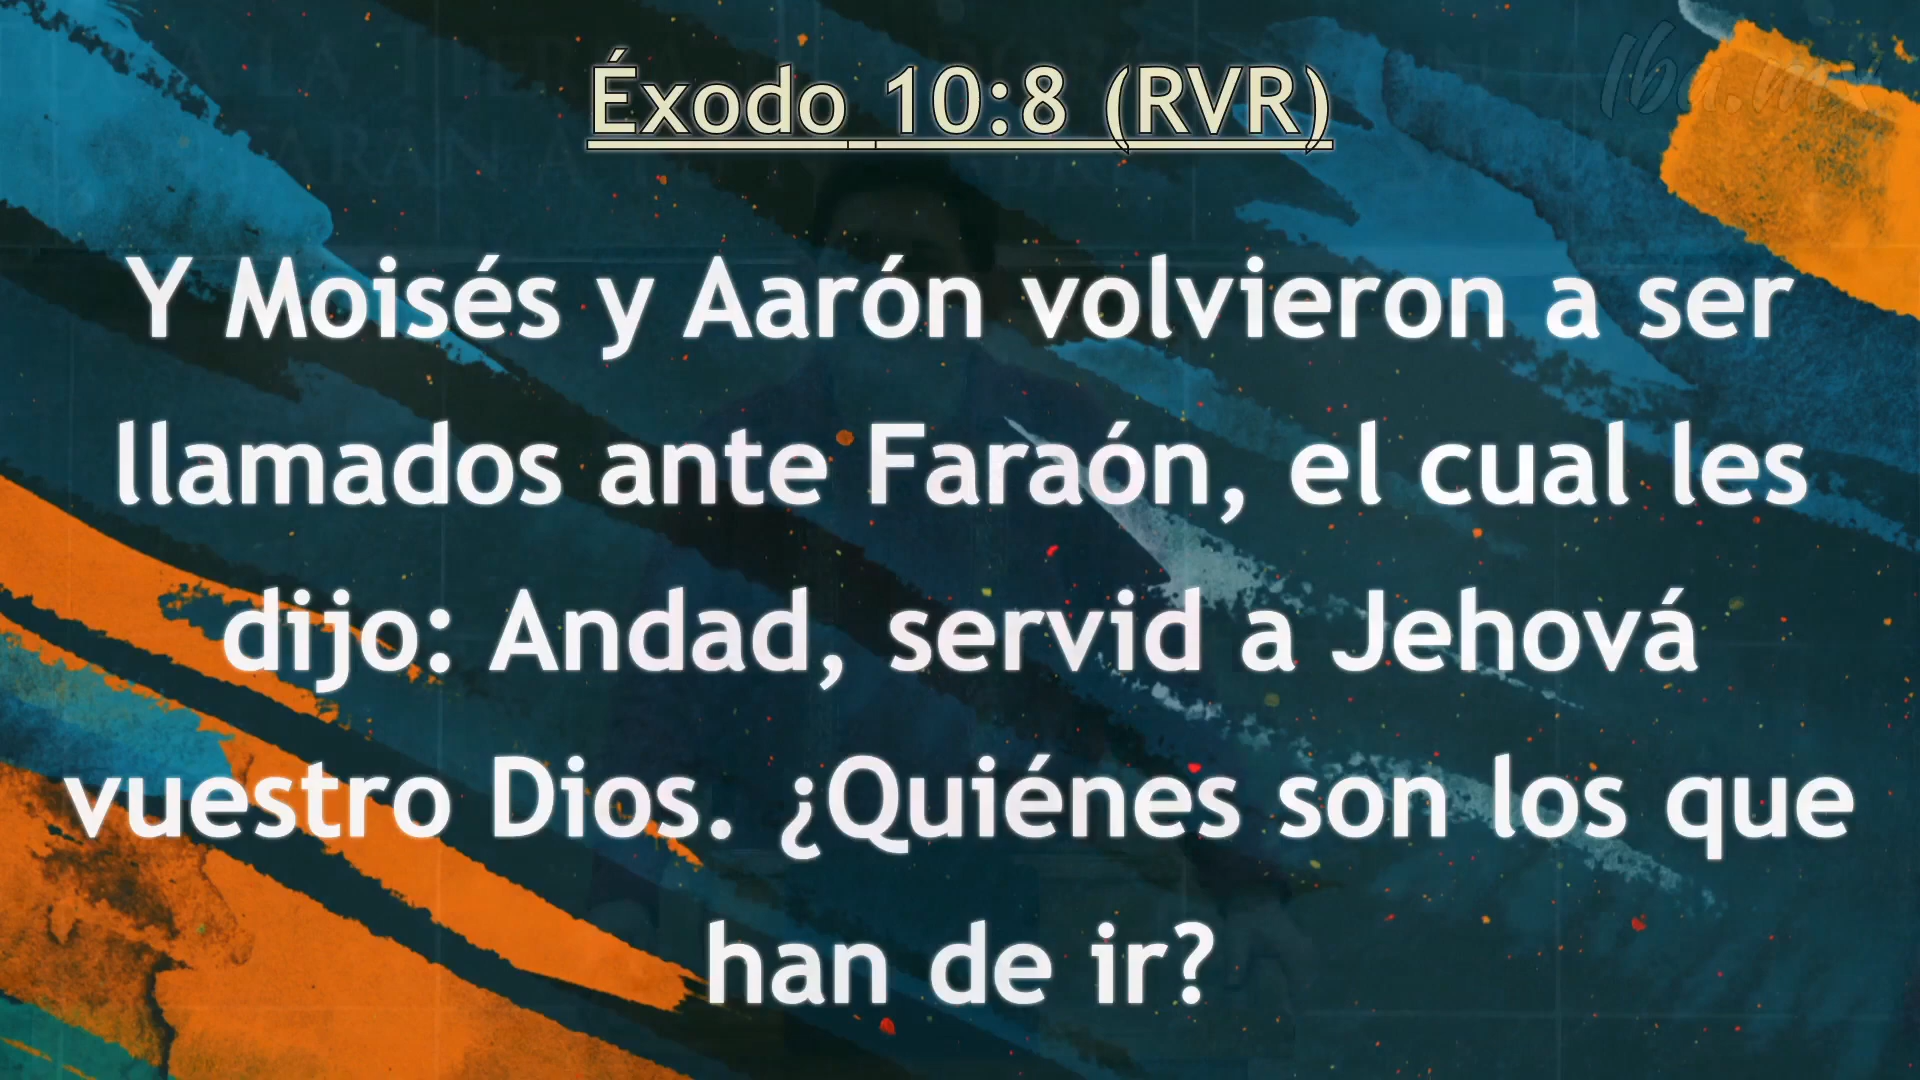 Éxodo 10:8 (RVR)
Y Moisés y Aarón volvieron a ser
llamados ante Faraón, el cual les
dijo: Andad, servid a Jehová
vuestro Dios. ¿Quiénes son los que
han de ir?